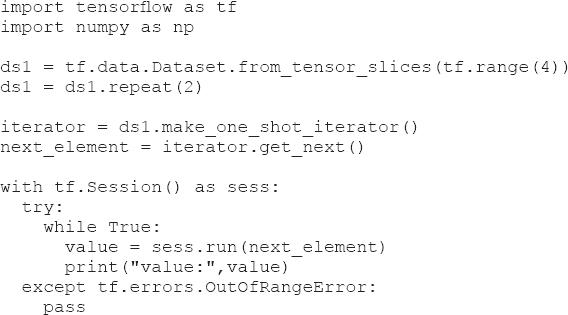 import tensorflow as tf
import numpy as np
ds1 = tf.data.Dataset.from_tensor_slices(tf.range(4))
ds1 = ds1.repeat(2)
iterator = ds1.make_one_shot_iterator()
next_element = iterator.get_next()
with tf.Session() as sess:
  try:
    while True:
      value = sess.run(next_element)
      print("value:",value)
  except tf.errors.OutOfRangeError:
    pass